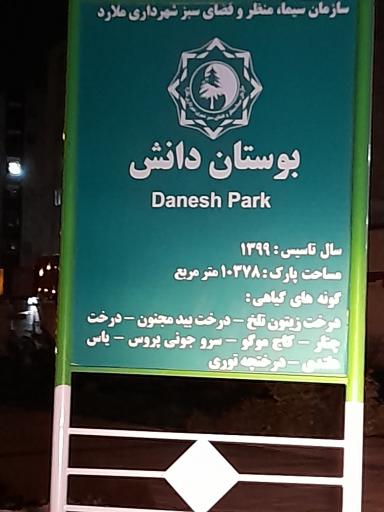 سازمان سیما، منظر و فضای سبز شهرداری ملارد
بوستان دانش
Danesh Park
سال تاسیس : ۱۳۹۹
مساحت پارک : ۱۰۳۷۸ متر مربع
گونه های گیاهی :
درخت زیتون تلخ – درخت بید مجنون – درخت
چنار – کاج موگو – سرو جونی پروس – یاس
هلندی – درختچه توری